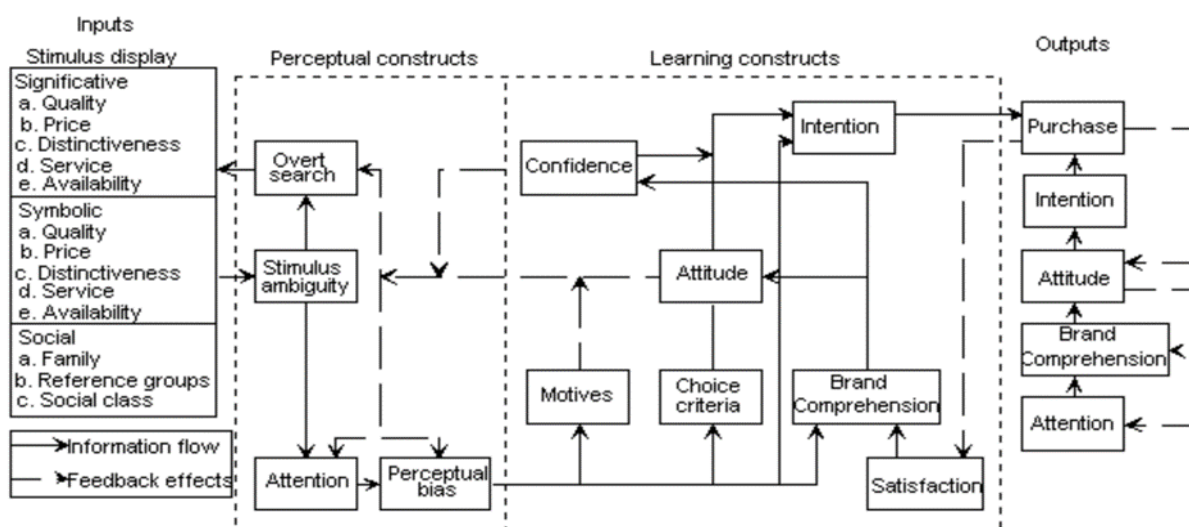 Inputs
Stimulus display
Significative
a. Quality
b. Price
c. Distinctiveness
d. Service
e. Availability
Symbolic
a. Quality
b. Price
c. Distinctiveness
d. Service
e. Availability
Social
a. Family
b. Reference groups
c. Social class
Information flow
Feedback effects
Perceptual constructs
Overt
search
Stimulus
ambiguity
Attention
Perceptual
bias
Learning constructs
Confidence
Intention
Attitude
Motives
Choice
criteria
Brand
Comprehension
Satisfaction
Outputs
Purchase
Intention
Attitude
Brand
Comprehension
Attention